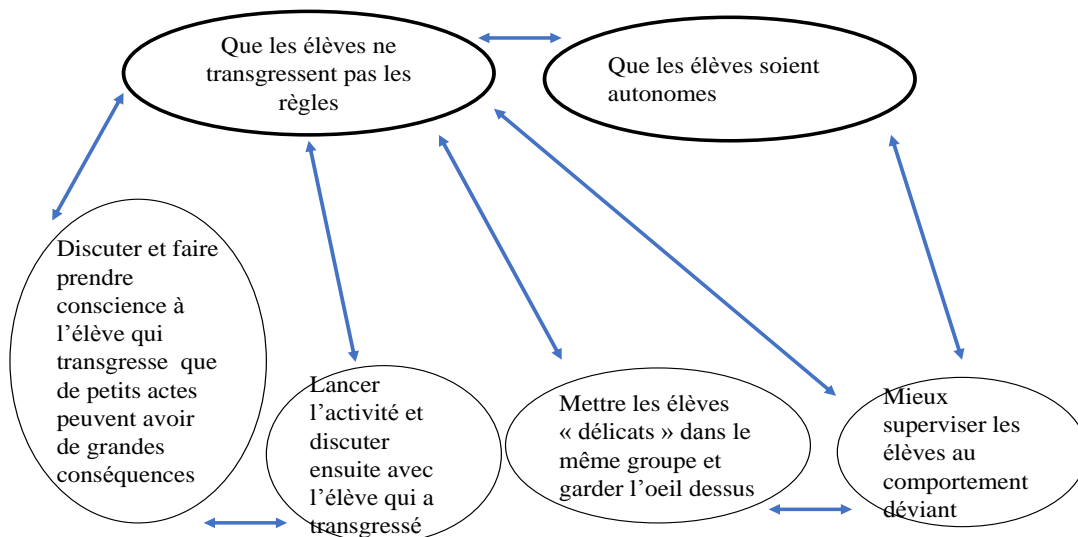 Que les élèves ne
transgressent pas les
règles
Que les élèves soient
autonomes
Discuter et faire
prendre
conscience à
l’élève qui
transgresse que
de petits actes
peuvent avoir
de grandes
conséquences
Lancer
l’activité et
discuter
ensuite avec
l’élève qui a
transgressé
Mettre les élèves
« délicats » dans le
même groupe et
garder l’oeil dessus
Mieux
superviser les
élèves au
comportement
déviant